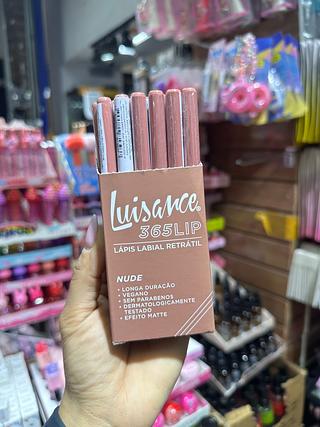 Luisance®
365LIP
LÁPIS LABIAL RETRÁTIL
NUDE
• LONGA DURAÇÃO
• VEGANO
• SEM PARABENOS
• DERMATOLOGICAMENTE
TESTADO
• EFEITO MATTE